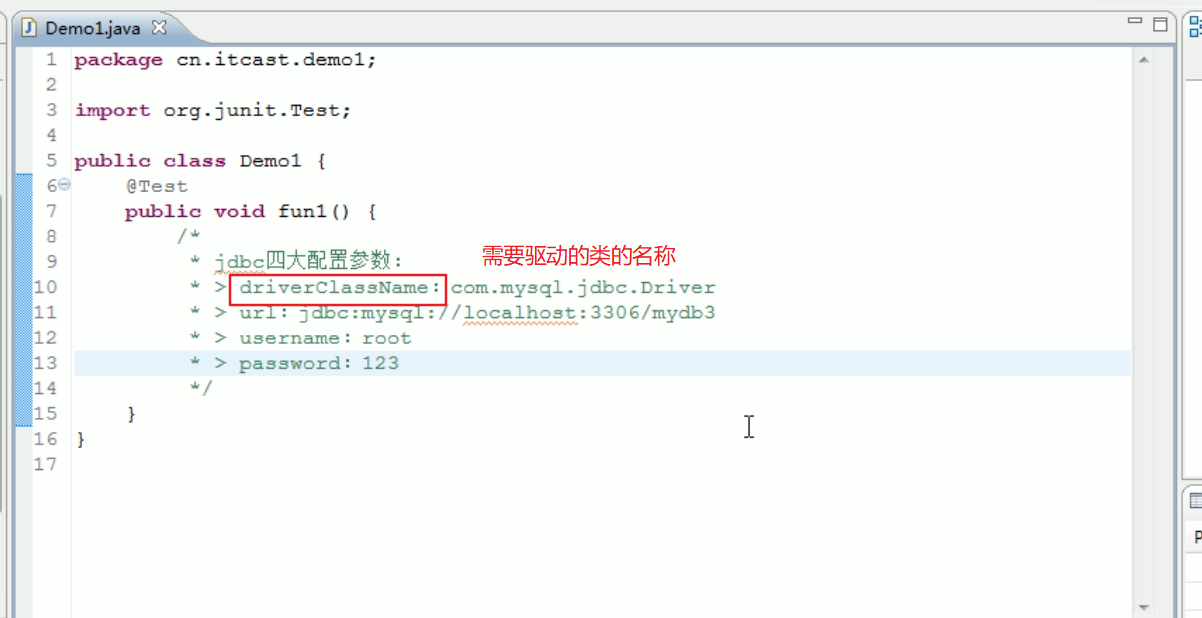 Demo1.java
1 package cn.itcast.demo1;
2
3 import org.junit.Test;
4
5 public class Demo1 {
6 @Test
7 public void fun1() {
8 /*
9 * jdbc四大配置参数： 需要驱动的类的名称
10 * > driverClassName：com.mysql.jdbc.Driver
11 * > url：jdbc:mysql://localhost:3306/mydb3
12 * > username：root
13 * > password：123
14 */
15 }
16 }
17
P